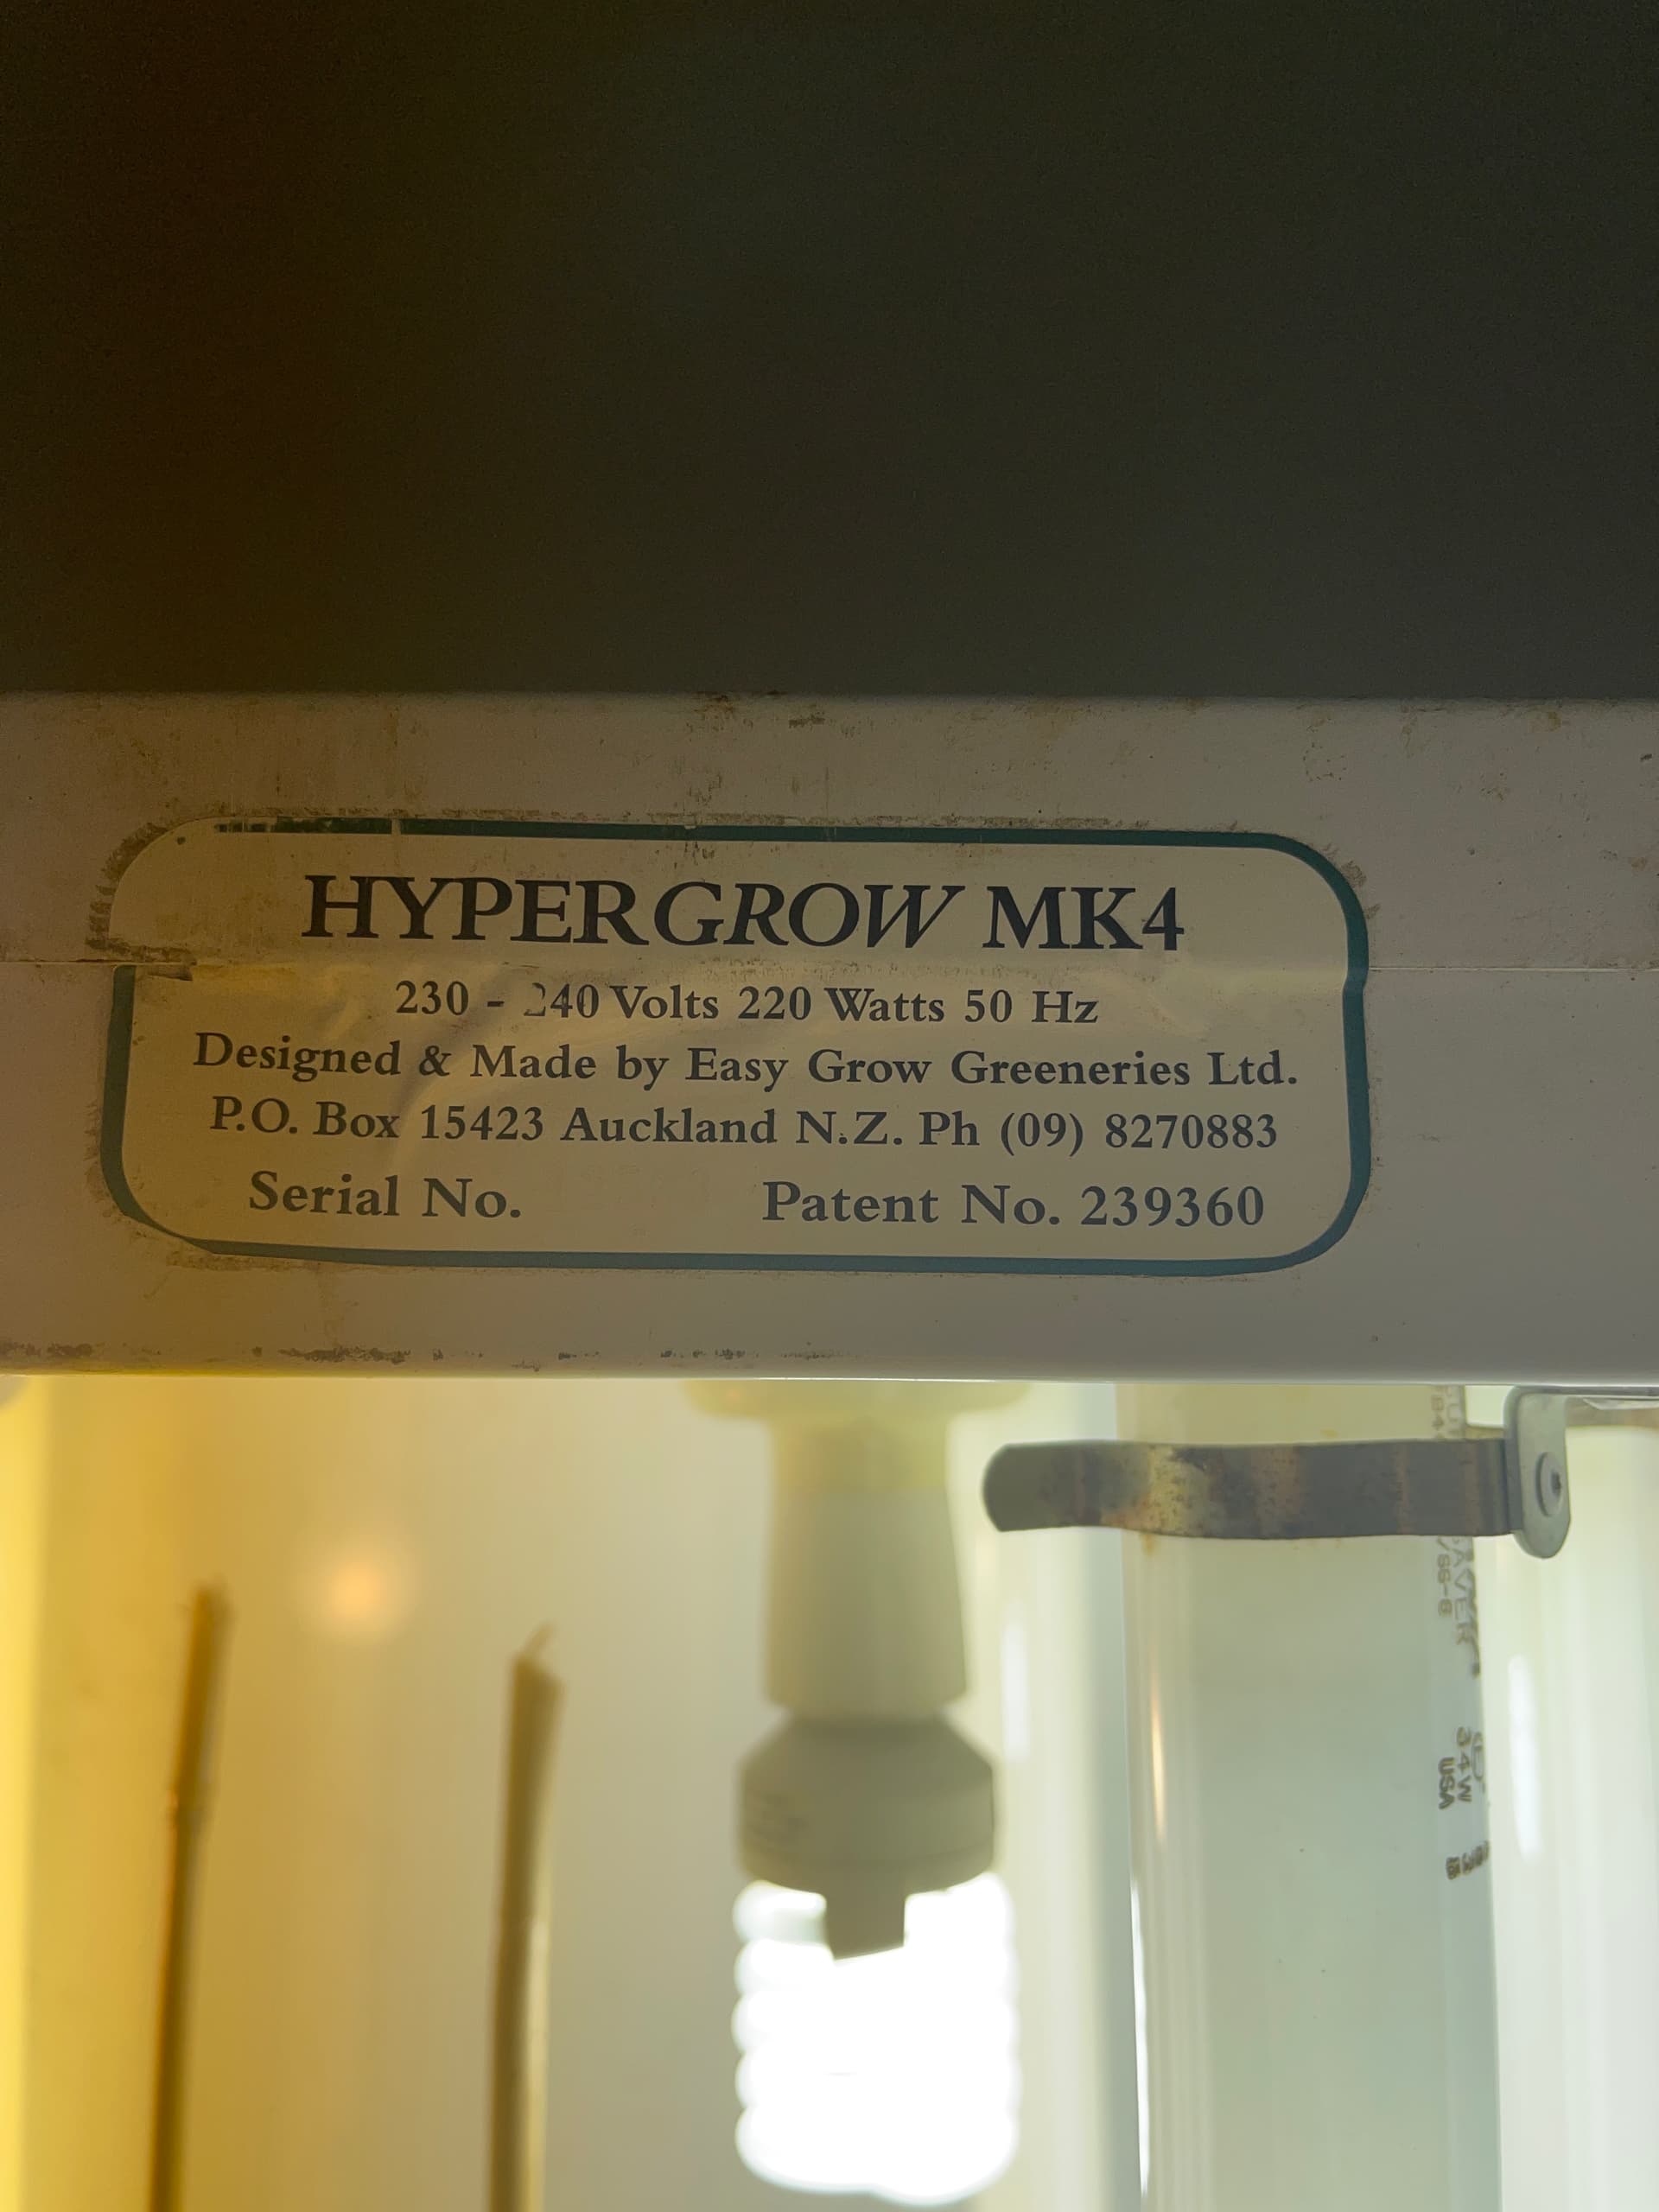 HYPERGROW MK4
230 - 240 Volts 220 Watts 50 Hz
Designed & Made by Easy Grow Greeneries Ltd.
P.O. Box 15423 Auckland N.Z. Ph (09) 8270883
Serial No. Patent No. 239360
34W
USA